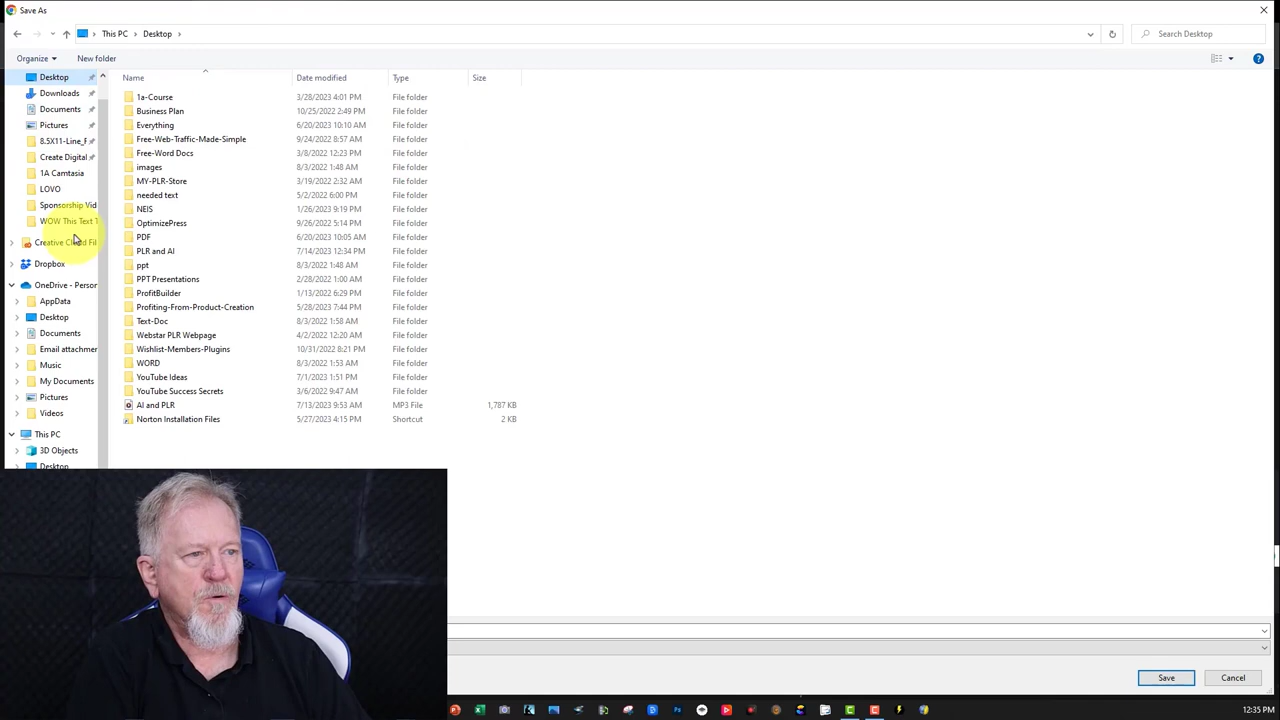 Save As
This PC Desktop
Search Desktop
Organize New folder
Name Date modified Type Size
Desktop
Downloads
Documents
Pictures
8.5X11-Line_F
Create Digital
1A Camtasia
LOVO
Sponsorship Vid
WOW This Text T
Creative Cloud Fil
Dropbox
OneDrive - Person
AppData
Desktop
Documents
Email attachmen
Music
My Documents
Pictures
Videos
This PC
3D Objects
Desktop
1a-Course 3/28/2023 4:01 PM File folder
Business Plan 10/25/2022 2:49 PM File folder
Everything 6/20/2023 10:10 AM File folder
Free-Web-Traffic-Made-Simple 9/24/2022 8:57 AM File folder
Free-Word Docs 3/8/2022 12:23 PM File folder
images 8/3/2022 1:48 AM File folder
MY-PLR-Store 3/19/2022 2:32 AM File folder
needed text 5/2/2022 6:00 PM File folder
NEIS 1/26/2023 9:19 PM File folder
OptimizePress 9/26/2022 5:14 PM File folder
PDF 6/20/2023 10:05 AM File folder
PLR and AI 7/14/2023 12:34 PM File folder
ppt 8/3/2022 1:48 AM File folder
PPT Presentations 2/28/2022 1:00 AM File folder
ProfitBuilder 1/13/2022 6:29 PM File folder
Profiting-From-Product-Creation 5/28/2023 7:44 PM File folder
Text-Doc 8/3/2022 1:58 AM File folder
Webstar PLR Webpage 4/2/2022 12:20 AM File folder
Wishlist-Members-Plugins 10/31/2022 8:21 PM File folder
WORD 8/3/2022 1:53 AM File folder
YouTube Ideas 7/1/2023 1:51 PM File folder
YouTube Success Secrets 3/6/2022 9:47 AM File folder
AI and PLR 7/13/2023 9:53 AM MP3 File 1,787 KB
Norton Installation Files 5/27/2023 4:15 PM Shortcut 2 KB
Save Cancel
12:35 PM